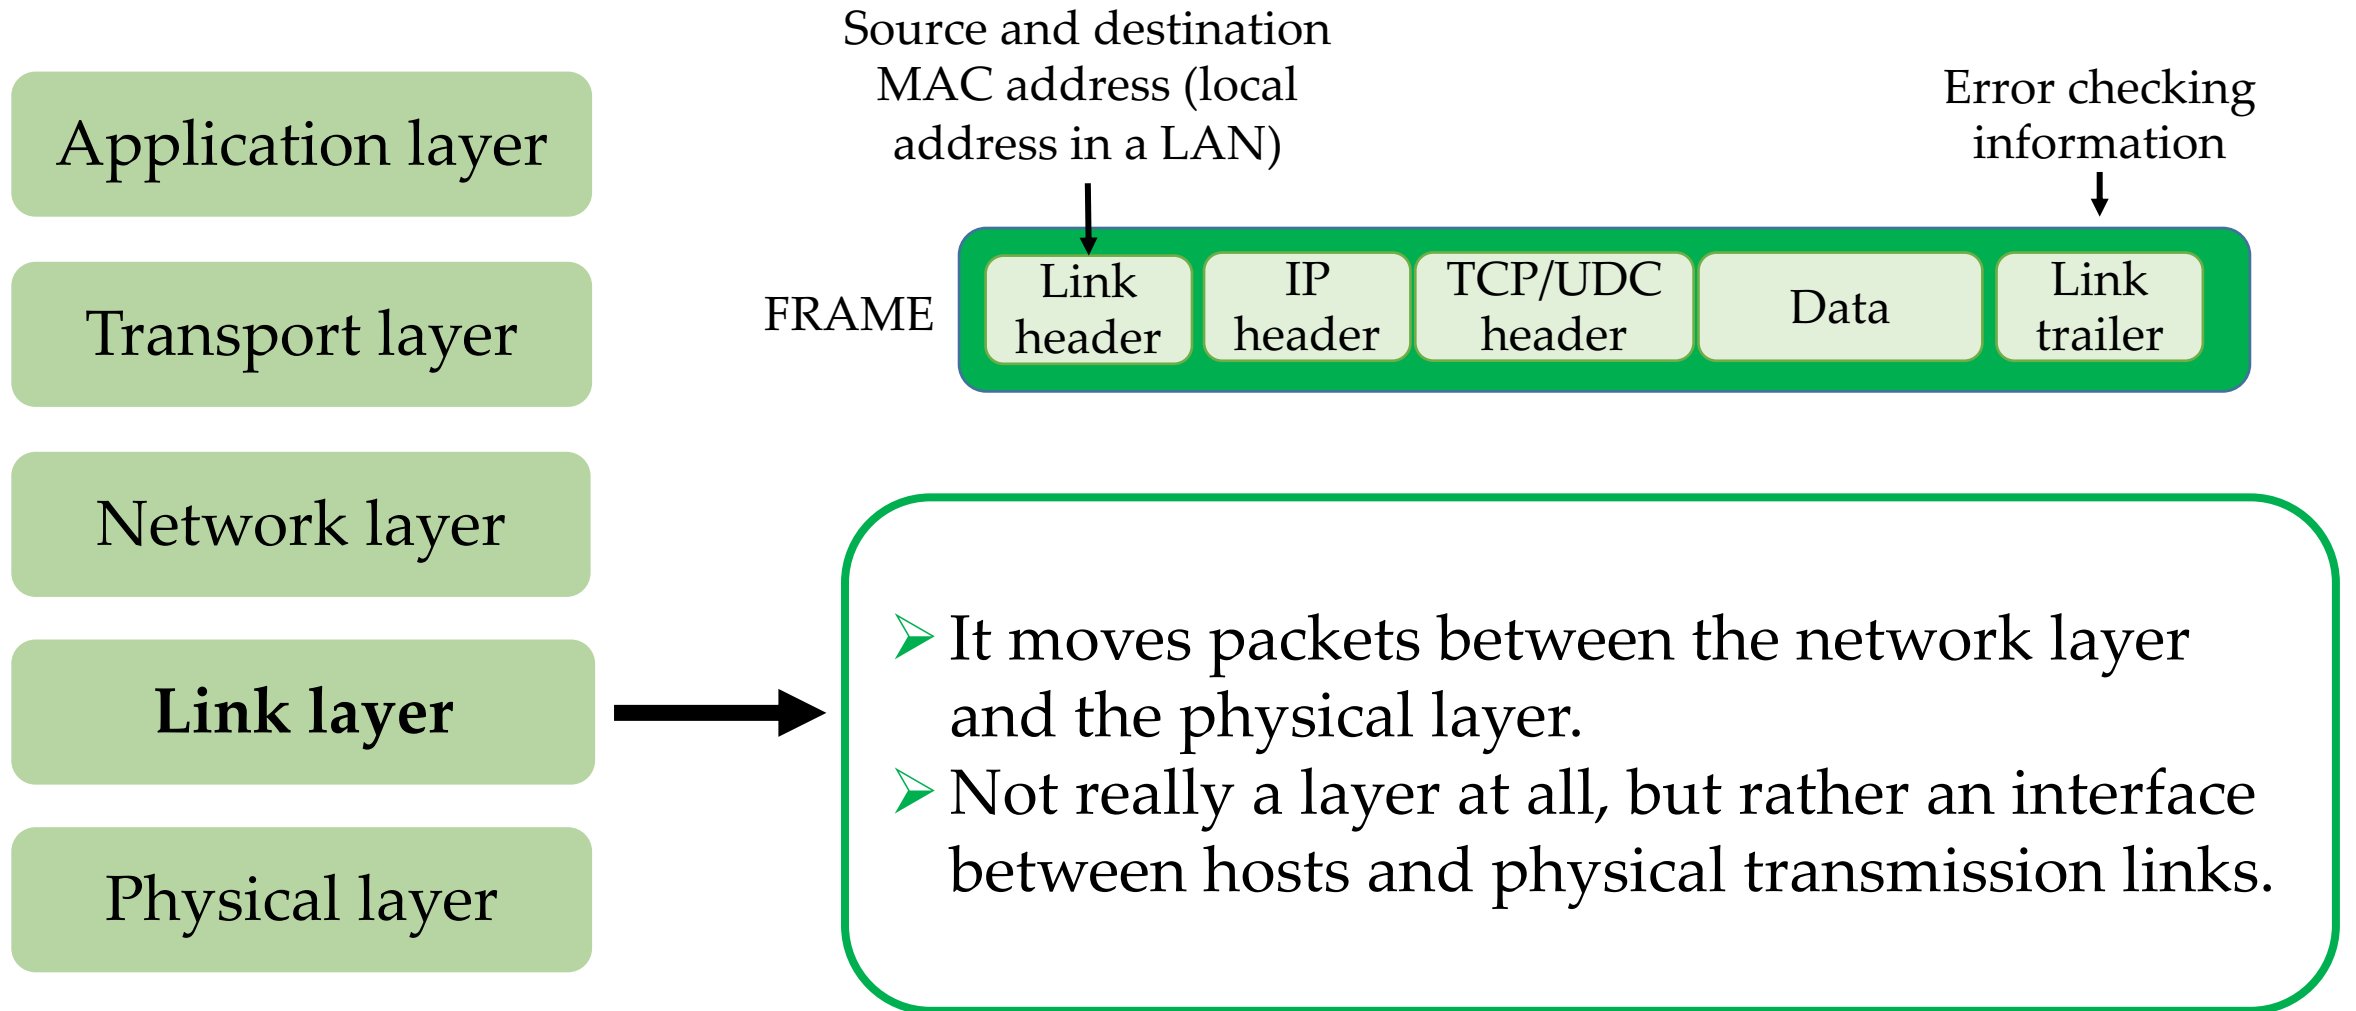 Application layer
Transport layer
Network layer
Link layer
Physical layer
Source and destination
MAC address (local
address in a LAN)
Error checking
information
FRAME
Link
header
IP
header
TCP/UDC
header
Data
Link
trailer
It moves packets between the network layer
and the physical layer.
Not really a layer at all, but rather an interface
between hosts and physical transmission links.